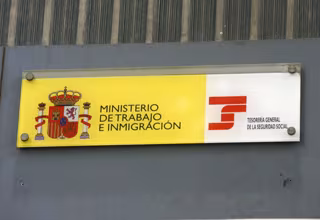 MINISTERIO
DE TRABAJO
E INMIGRACIÓN
TESORERÍA GENERAL
DE LA SEGURIDAD SOCIAL